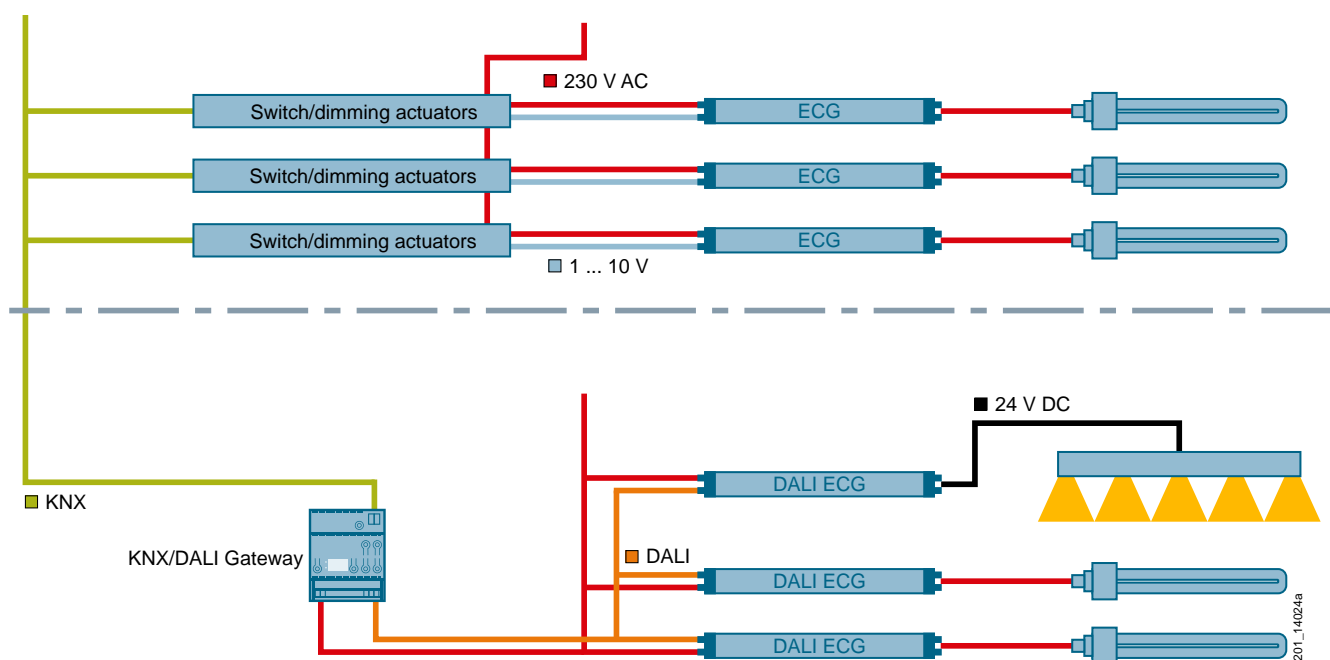 230 V AC
Switch/dimming actuators
ECG
Switch/dimming actuators
ECG
Switch/dimming actuators
ECG
1 ... 10 V
24 V DC
DALI ECG
KNX
KNX/DALI Gateway
DALI
DALI ECG
DALI ECG
201_14024a